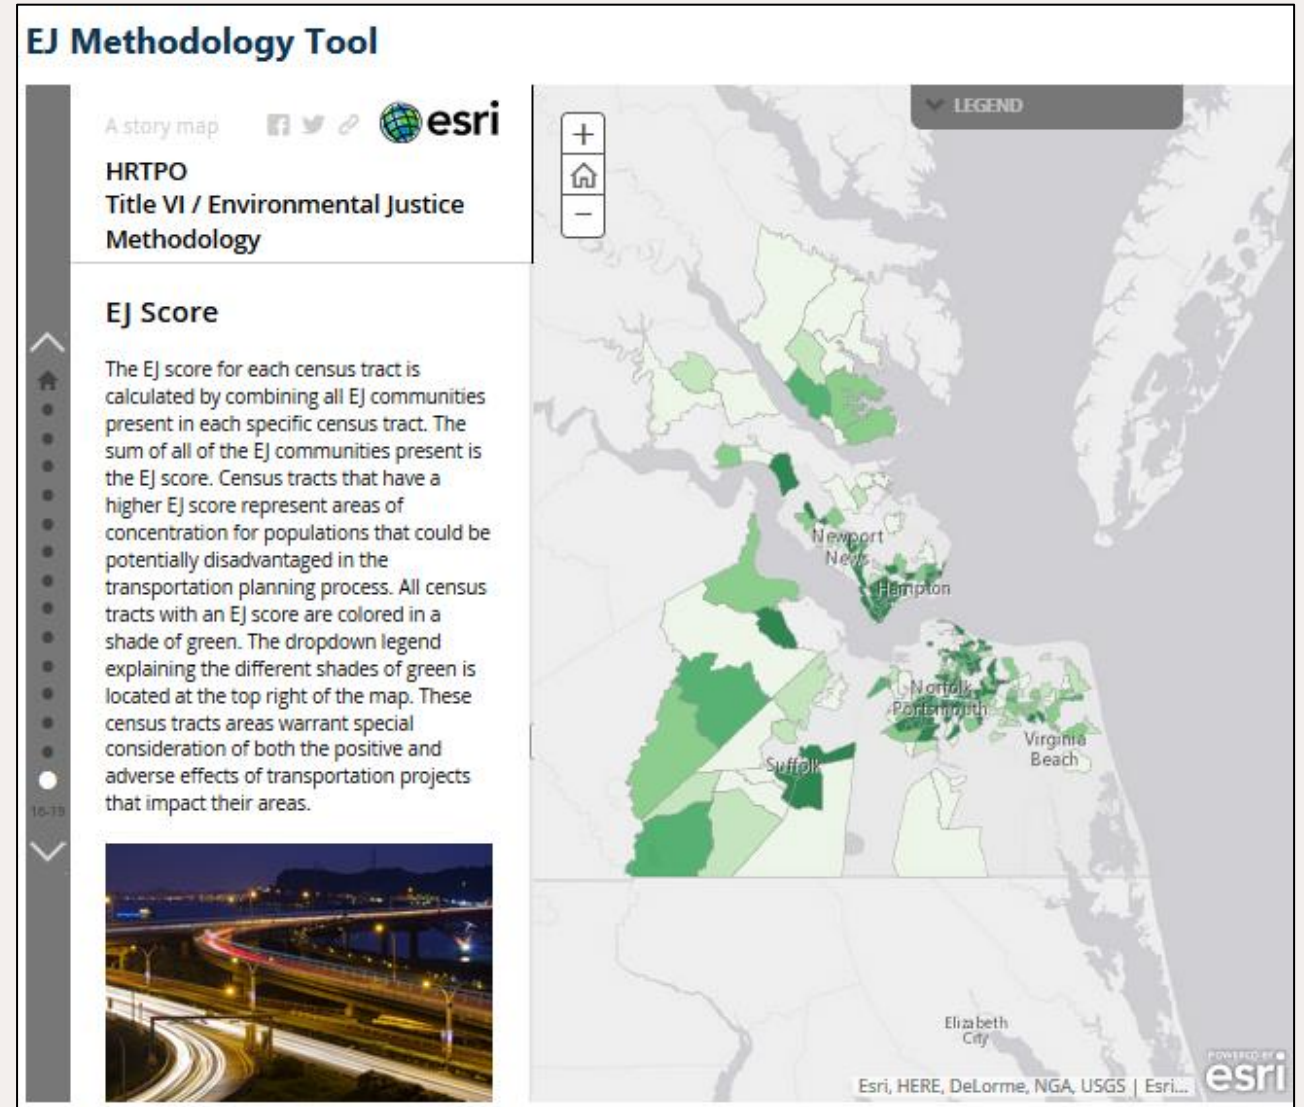 EJ Methodology Tool
A story map
esri
HRTPO
Title VI / Environmental Justice
Methodology
EJ Score
The EJ score for each census tract is
calculated by combining all EJ communities
present in each specific census tract. The
sum of all of the EJ communities present is
the EJ score. Census tracts that have a
higher EJ score represent areas of
concentration for populations that could be
potentially disadvantaged in the
transportation planning process. All census
tracts with an EJ score are colored in a
shade of green. The dropdown legend
explaining the different shades of green is
located at the top right of the map. These
census tracts areas warrant special
consideration of both the positive and
adverse effects of transportation projects
that impact their areas.
LEGEND
+
−
Newport
News
Hampton
Norfolk
Portsmouth
Virginia
Beach
Suffolk
Elizabeth
City
POWERED BY
esri
Esri, HERE, DeLorme, NGA, USGS | Esri...